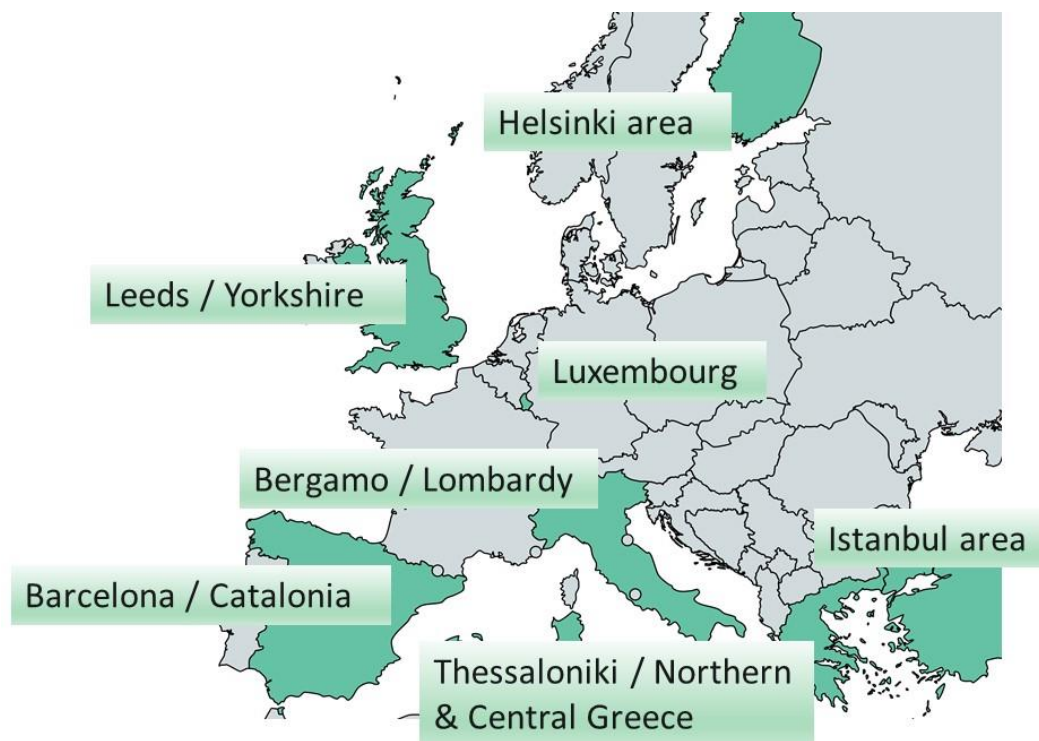 Helsinki area
Leeds / Yorkshire
Luxembourg
Bergamo / Lombardy
Istanbul area
Barcelona / Catalonia
Thessaloniki / Northern
& Central Greece